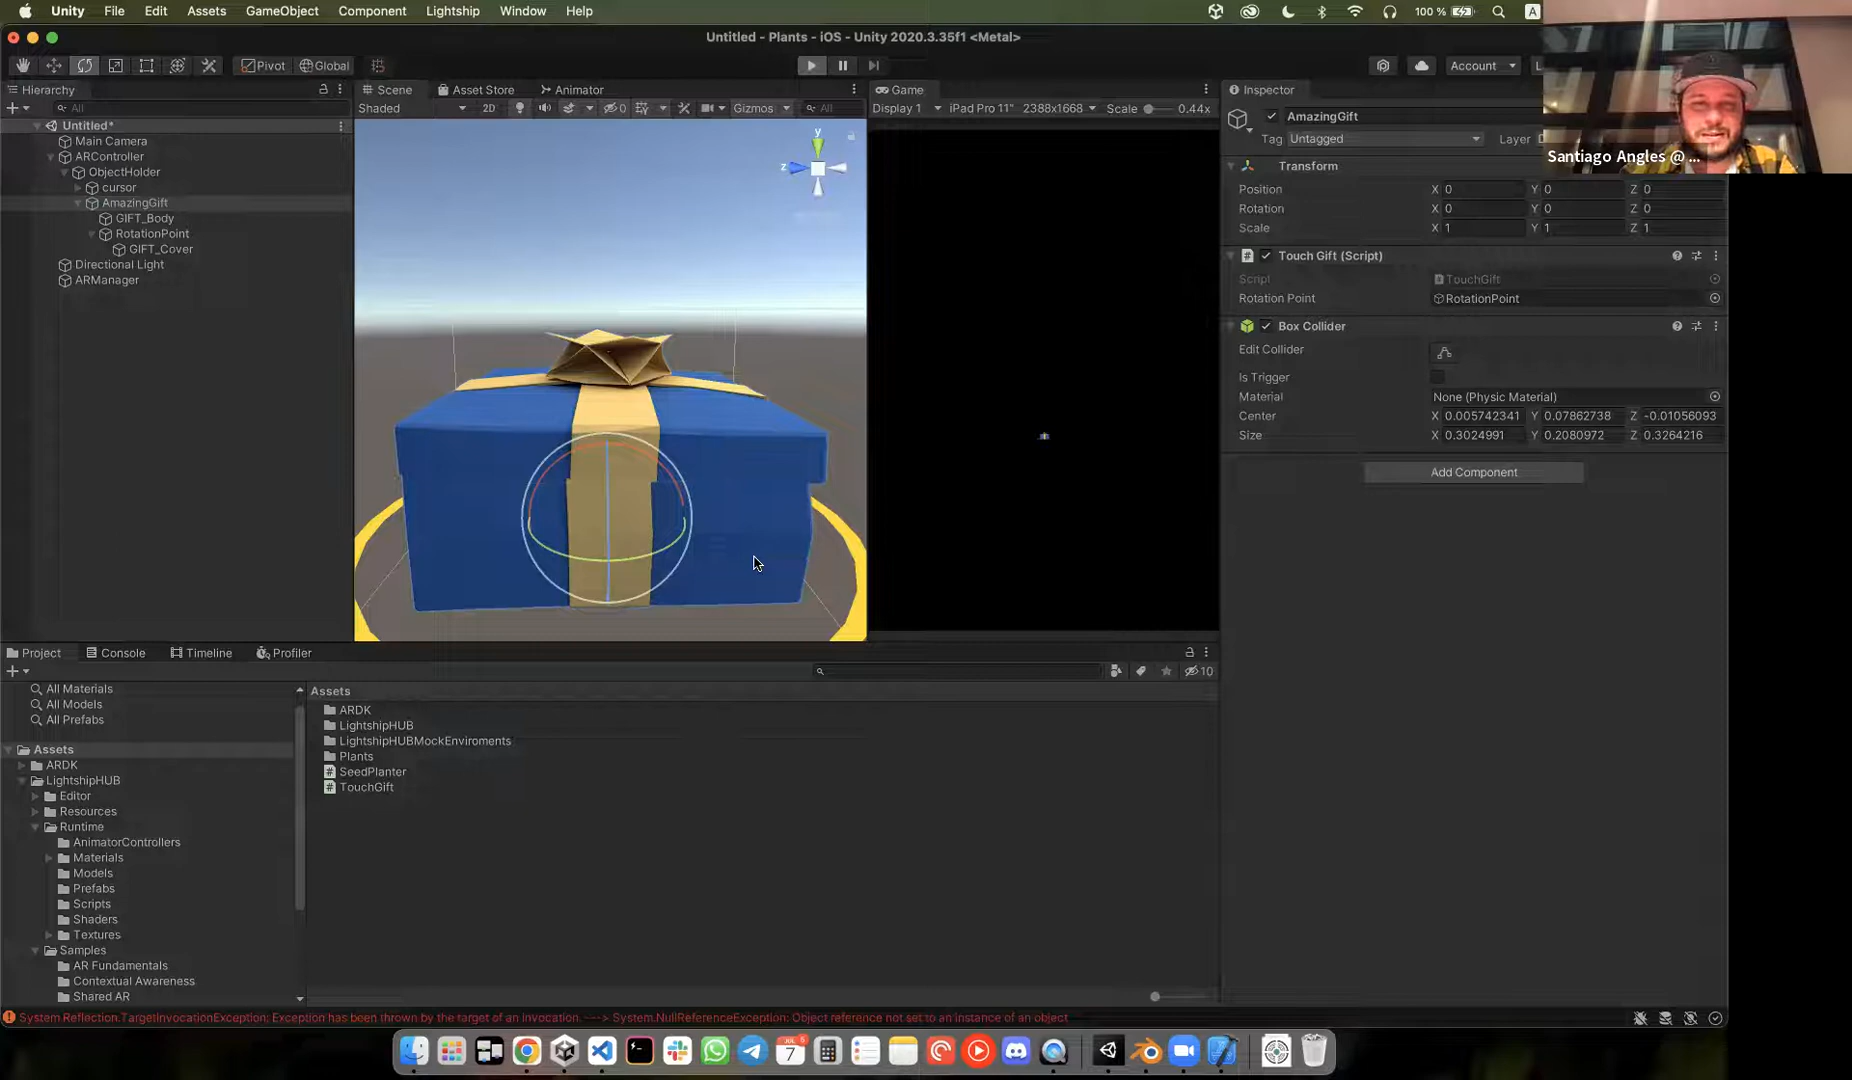 Unity File Edit Assets GameObject Component Lightship Window Help 100 % A
Untitled - Plants - iOS - Unity 2020.3.35f1 <Metal>
Pivot Global Account
Hierarchy Scene Asset Store Animator Game Inspector
All Shaded 2D 0 Gizmos All Display 1 iPad Pro 11" 2388x1668 Scale 0.44x
AmazingGift
Untitled*
Main Camera
ARController
ObjectHolder
cursor
AmazingGift
GIFT_Body
RotationPoint
GIFT_Cover
Directional Light
ARManager
y
z
Tag Untagged Layer
Santiago Angles @ ...
Transform
Position X 0 Y 0 Z 0
Rotation X 0 Y 0 Z 0
Scale X 1 Y 1 Z 1
Touch Gift (Script)
Script TouchGift
Rotation Point RotationPoint
Box Collider
Edit Collider
Is Trigger
Material None (Physic Material)
Center X 0.005742341 Y 0.07862738 Z -0.01056093
Size X 0.3024991 Y 0.2080972 Z 0.3264216
Add Component
Project Console Timeline Profiler
10
All Materials
All Models
All Prefabs
Assets
ARDK
LightshipHUB
Editor
Resources
Runtime
AnimatorControllers
Materials
Models
Prefabs
Scripts
Shaders
Textures
Samples
AR Fundamentals
Contextual Awareness
Shared AR
Assets
ARDK
LightshipHUB
LightshipHUBMockEnviroments
Plants
SeedPlanter
TouchGift
System.Reflection.TargetInvocationException: Exception has been thrown by the target of an invocation. ---> System.NullReferenceException: Object reference not set to an instance of an object
7